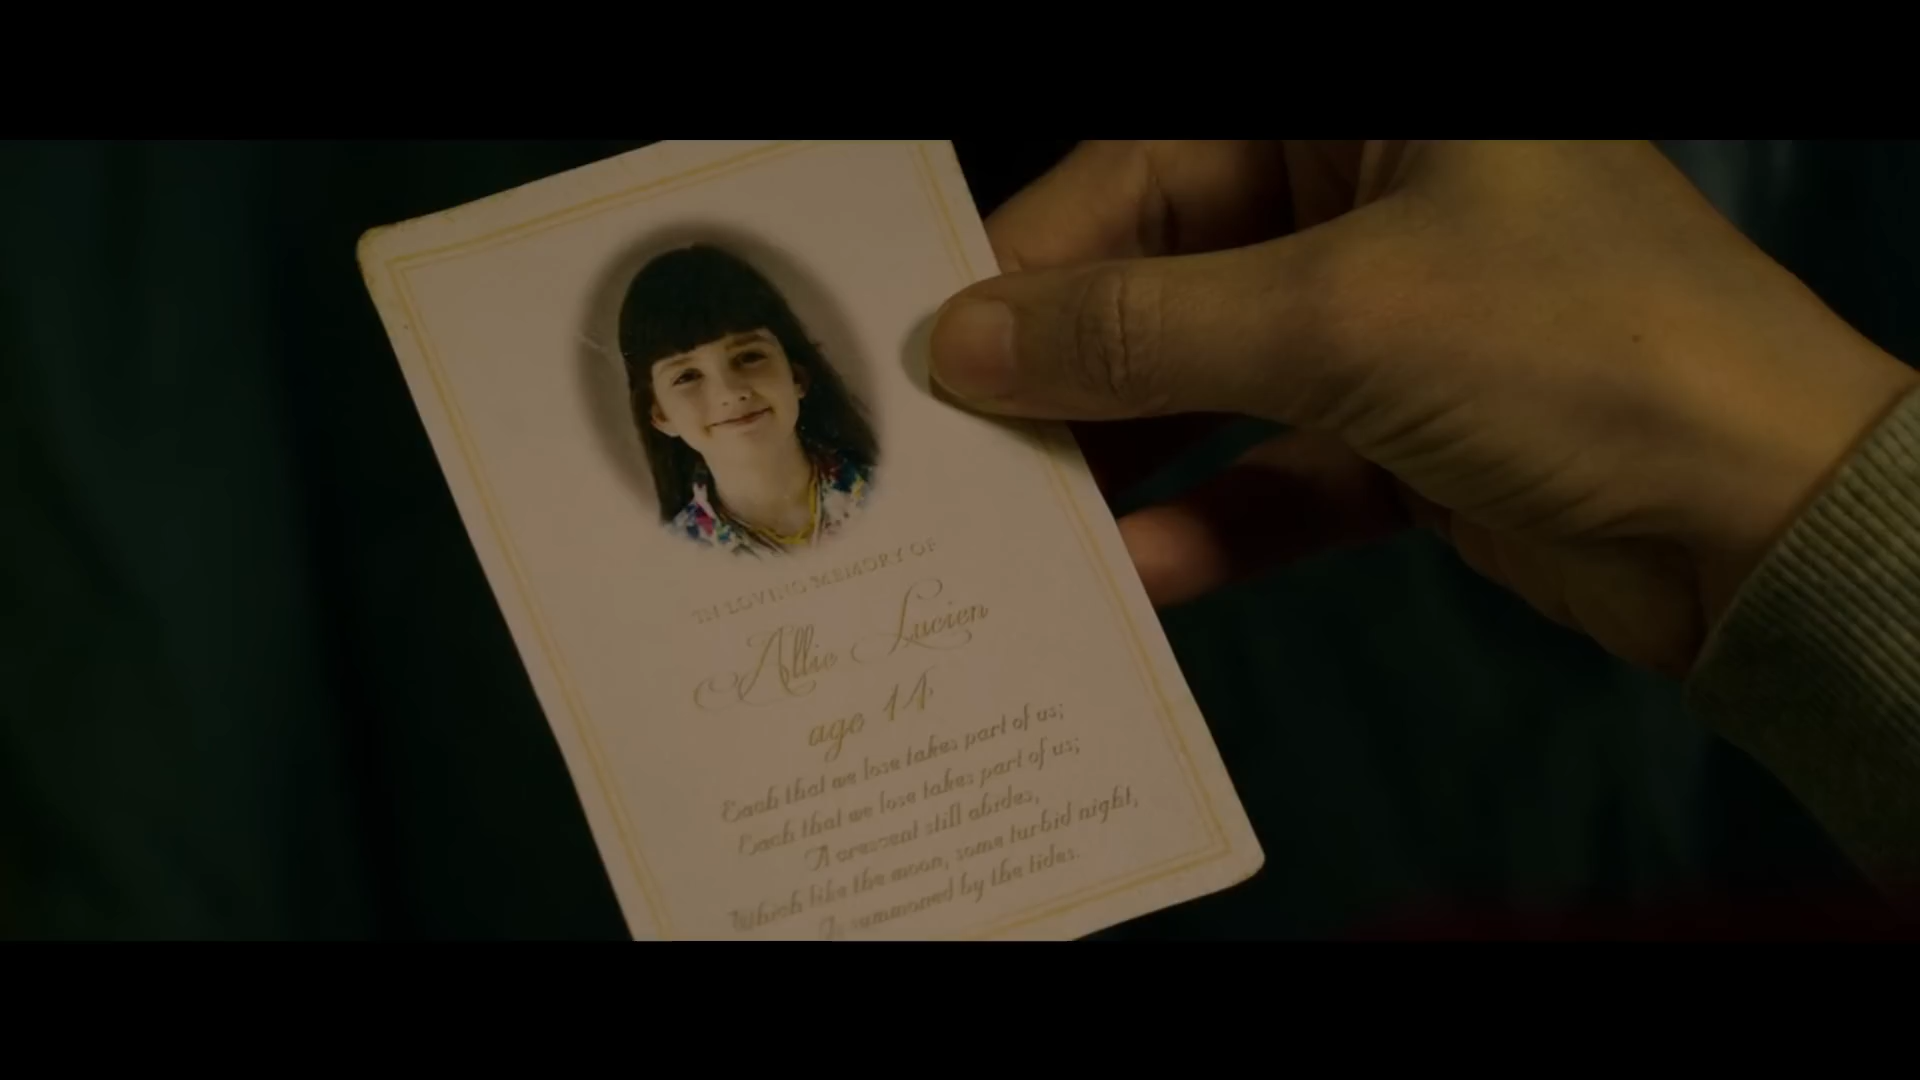 IN LOVING MEMORY OF
Allie Lucien
age 14
Each that we lose takes part of us;
Each that we lose takes part of us;
A crescent still abides,
Which like the moon, some turbid night,
Is summoned by the tides.